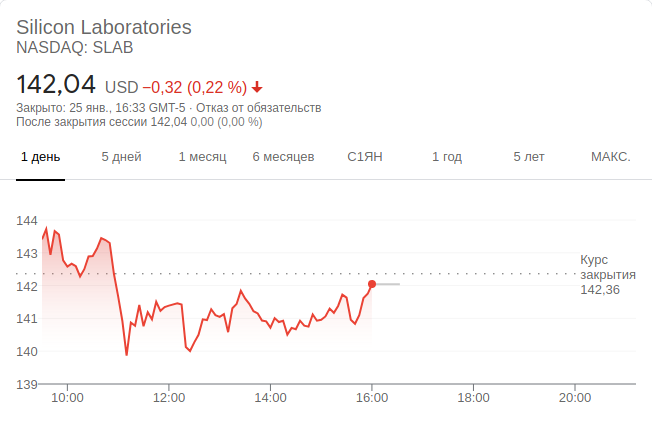 Silicon Laboratories
NASDAQ: SLAB
142,04 USD −0,32 (0,22 %)
Закрыто: 25 янв., 16:33 GMT-5 · Отказ от обязательств
После закрытия сессии 142,04 0,00 (0,00 %)
1 день 5 дней 1 месяц 6 месяцев С1ЯН 1 год 5 лет МАКС.
144
143
142
141
140
139
Курс
закрытия
142,36
10:00 12:00 14:00 16:00 18:00 20:00